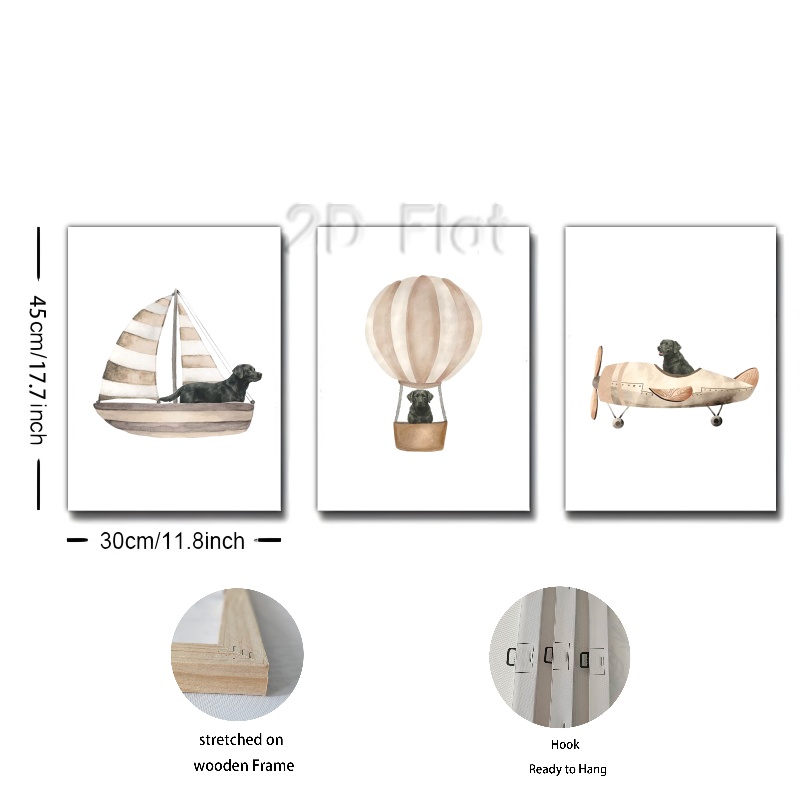 2D Flat
45cm/17.7inch
30cm/11.8inch
stretched on
wooden Frame
Hook
Ready to Hang